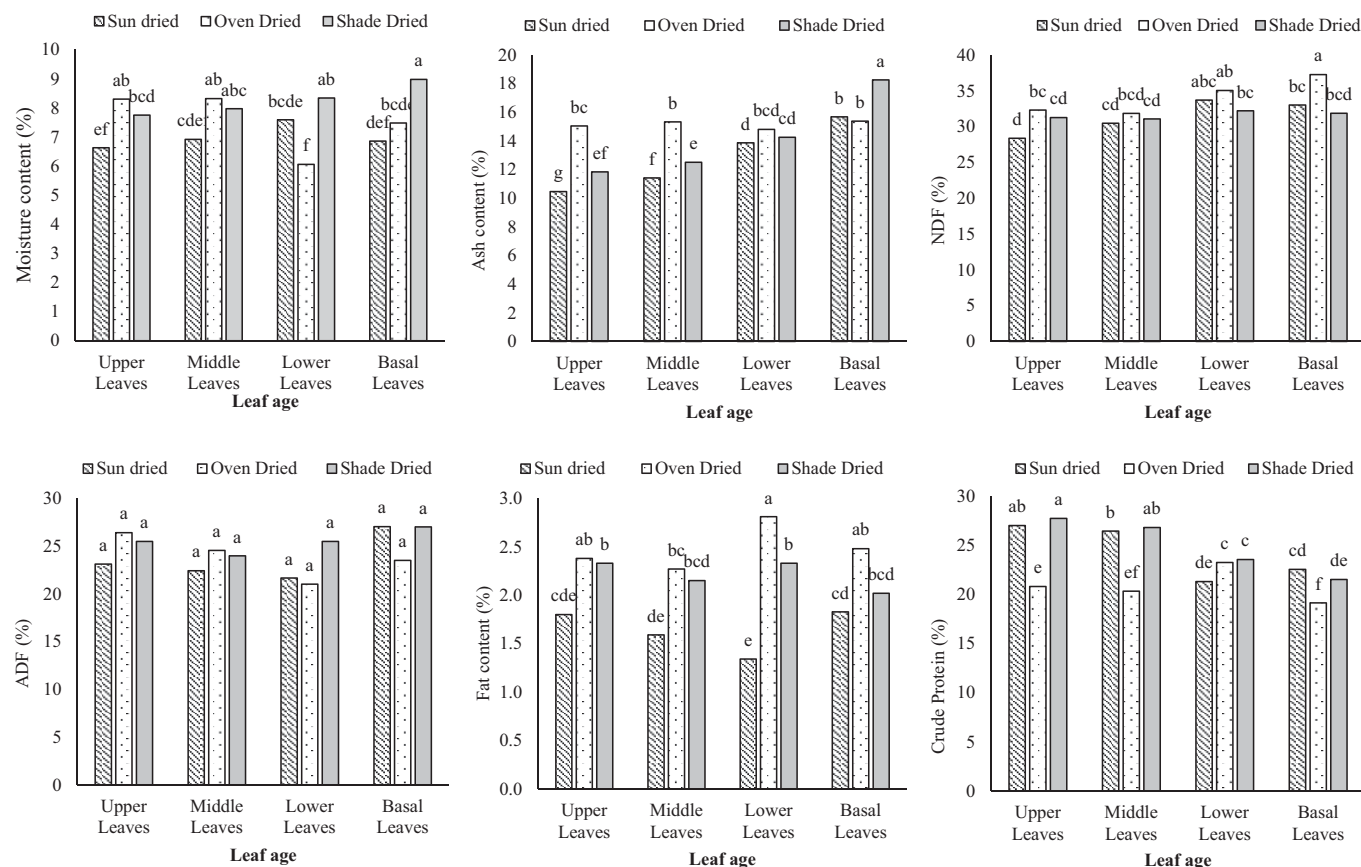 Sun dried Oven Dried Shade Dried
10
9
8
7
6
5
4
3
2
1
0
Moisture content (%)
ef ab bcd cde ab abc bcde f ab def bcde a
Upper Leaves
Middle Leaves
Lower Leaves
Basal Leaves
Leaf age
Sun dried Oven Dried Shade Dried
20
18
16
14
12
10
8
6
4
2
0
Ash content (%)
g bc ef f b e d bcd cd b b a
Upper Leaves
Middle Leaves
Lower Leaves
Basal Leaves
Leaf age
Sun dried Oven Dried Shade Dried
40
35
30
25
20
15
10
5
0
NDF (%)
d bc cd cd bcd cd abc ab bc bc a bcd
Upper Leaves
Middle Leaves
Lower Leaves
Basal Leaves
Leaf age
Sun dried Oven Dried Shade Dried
30
25
20
15
10
5
0
ADF (%)
a a a a a a a a a a a a
Upper Leaves
Middle Leaves
Lower Leaves
Basal Leaves
Leaf age
Sun dried Oven Dried Shade Dried
3.0
2.5
2.0
1.5
1.0
0.5
0.0
Fat content (%)
cde ab b de bc bcd e a b cd ab bcd
Upper Leaves
Middle Leaves
Lower Leaves
Basal Leaves
Leaf age
Sun dried Oven Dried Shade Dried
30
25
20
15
10
5
0
Crude Protein (%)
ab e a b ef ab de c c cd f de
Upper Leaves
Middle Leaves
Lower Leaves
Basal Leaves
Leaf age